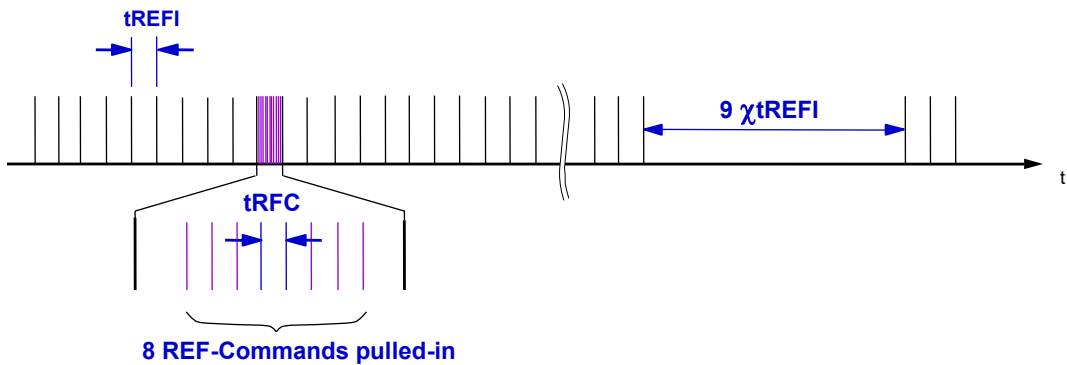 tREFI
9 χtREFI
t
tRFC
8 REF-Commands pulled-in